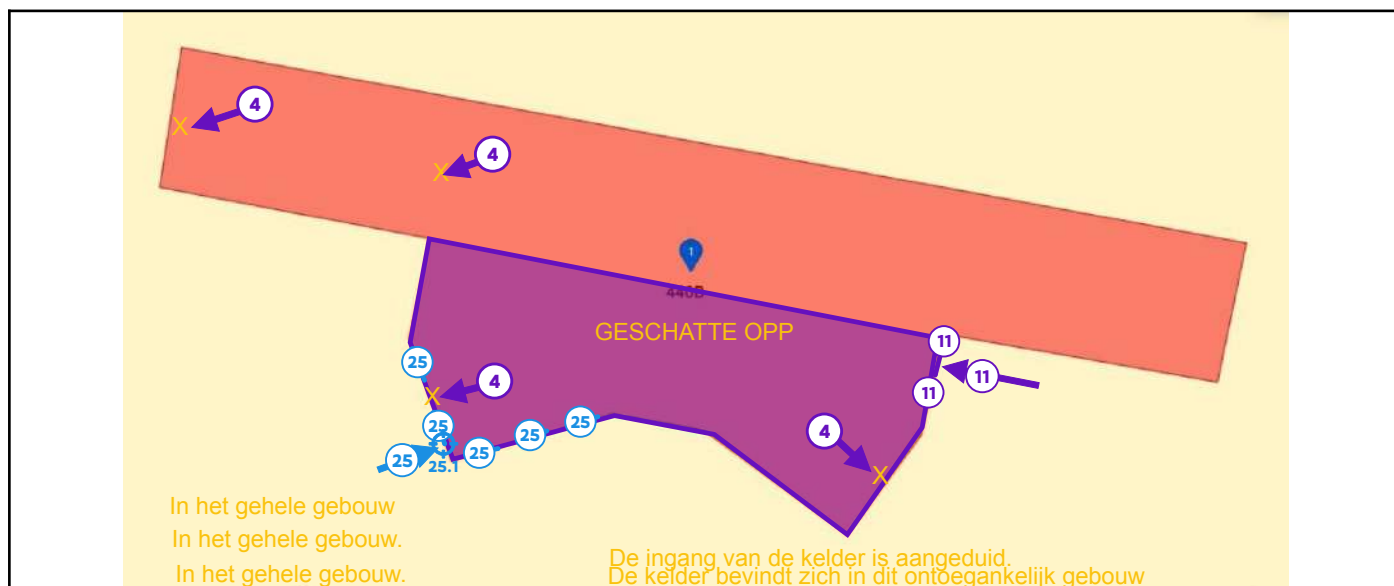 4
X
4
X
1
440B
GESCHATTE OPP
11
25
11
4
X
11
25
25
25
4
25
25
25.1
X
In het gehele gebouw
In het gehele gebouw.
In het gehele gebouw.
De ingang van de kelder is aangeduid.
De kelder bevindt zich in dit ontoegankelijk gebouw